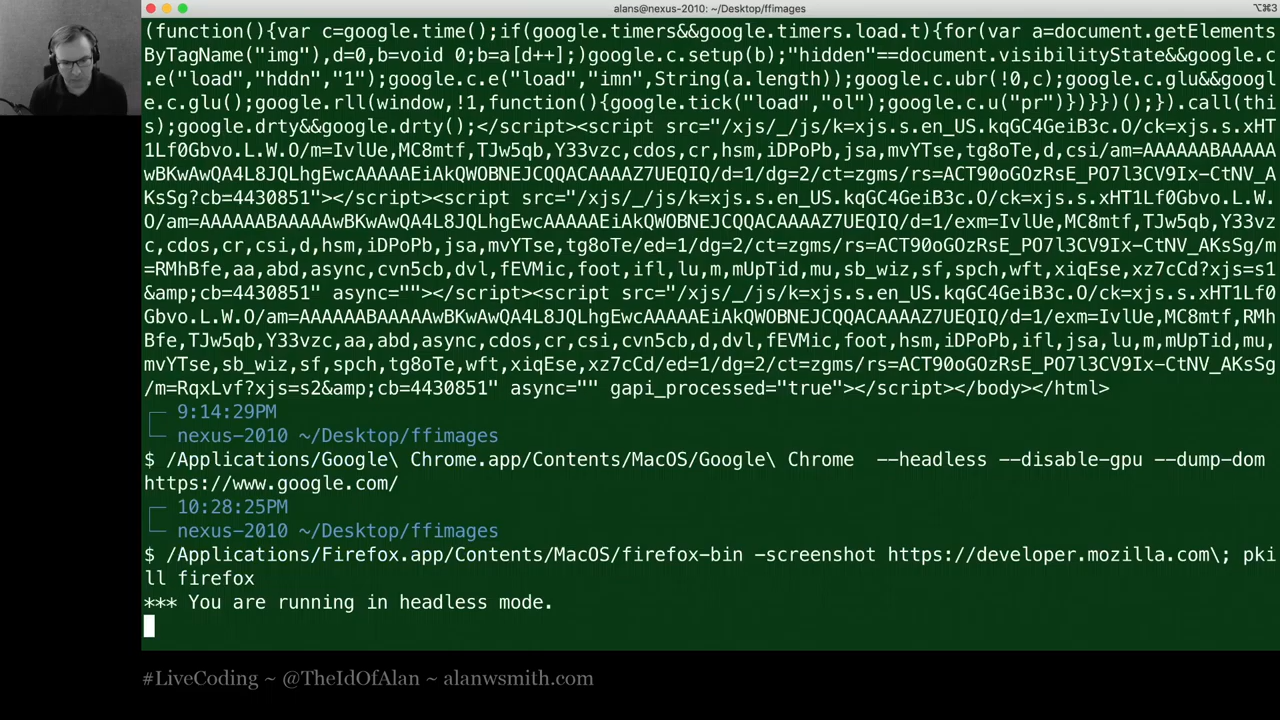 alans@nexus-2010: ~/Desktop/ffimages
⌥⌘3
(function(){var c=google.time();if(google.timers&&google.timers.load.t){for(var a=document.getElements
ByTagName("img"),d=0,b=void 0;b=a[d++];)google.c.setup(b);"hidden"==document.visibilityState&&google.c
.e("load","hddn","1");google.c.e("load","imn",String(a.length));google.c.ubr(!0,c);google.c.glu&&googl
e.c.glu();google.rll(window,!1,function(){google.tick("load","ol");google.c.u("pr")})}})();}).call(thi
s);google.drty&&google.drty();</script><script src="/xjs/_/js/k=xjs.s.en_US.kqGC4GeiB3c.O/ck=xjs.s.xHT
1Lf0Gbvo.L.W.O/m=IvlUe,MC8mtf,TJw5qb,Y33vzc,cdos,cr,hsm,iDPoPb,jsa,mvYTse,tg8oTe,d,csi/am=AAAAAABAAAAA
wBKwAwQA4L8JQLhgEwcAAAAAEiAkQWOBNEJCQQACAAAAZ7UEQIQ/d=1/dg=2/ct=zgms/rs=ACT90oGOzRsE_PO7l3CV9Ix-CtNV_A
KsSg?cb=4430851"></script><script src="/xjs/_/js/k=xjs.s.en_US.kqGC4GeiB3c.O/ck=xjs.s.xHT1Lf0Gbvo.L.W.
O/am=AAAAAABAAAAAwBKwAwQA4L8JQLhgEwcAAAAAEiAkQWOBNEJCQQACAAAAZ7UEQIQ/d=1/exm=IvlUe,MC8mtf,TJw5qb,Y33vz
c,cdos,cr,csi,d,hsm,iDPoPb,jsa,mvYTse,tg8oTe/ed=1/dg=2/ct=zgms/rs=ACT90oGOzRsE_PO7l3CV9Ix-CtNV_AKsSg/m
=RMhBfe,aa,abd,async,cvn5cb,dvl,fEVMic,foot,ifl,lu,m,mUpTid,mu,sb_wiz,sf,spch,wft,xiqEse,xz7cCd?xjs=s1
&amp;cb=4430851" async=""></script><script src="/xjs/_/js/k=xjs.s.en_US.kqGC4GeiB3c.O/ck=xjs.s.xHT1Lf0
Gbvo.L.W.O/am=AAAAAABAAAAAwBKwAwQA4L8JQLhgEwcAAAAAEiAkQWOBNEJCQQACAAAAZ7UEQIQ/d=1/exm=IvlUe,MC8mtf,RMh
Bfe,TJw5qb,Y33vzc,aa,abd,async,cdos,cr,csi,cvn5cb,d,dvl,fEVMic,foot,hsm,iDPoPb,ifl,jsa,lu,m,mUpTid,mu,
mvYTse,sb_wiz,sf,spch,tg8oTe,wft,xiqEse,xz7cCd/ed=1/dg=2/ct=zgms/rs=ACT90oGOzRsE_PO7l3CV9Ix-CtNV_AKsSg
/m=RqxLvf?xjs=s2&amp;cb=4430851" async="" gapi_processed="true"></script></body></html>
9:14:29PM
nexus-2010 ~/Desktop/ffimages
$ /Applications/Google\ Chrome.app/Contents/MacOS/Google\ Chrome  --headless --disable-gpu --dump-dom
https://www.google.com/
10:28:25PM
nexus-2010 ~/Desktop/ffimages
$ /Applications/Firefox.app/Contents/MacOS/firefox-bin -screenshot https://developer.mozilla.com\; pki
ll firefox
*** You are running in headless mode.
#LiveCoding ~ @TheIdOfAlan ~ alanwsmith.com